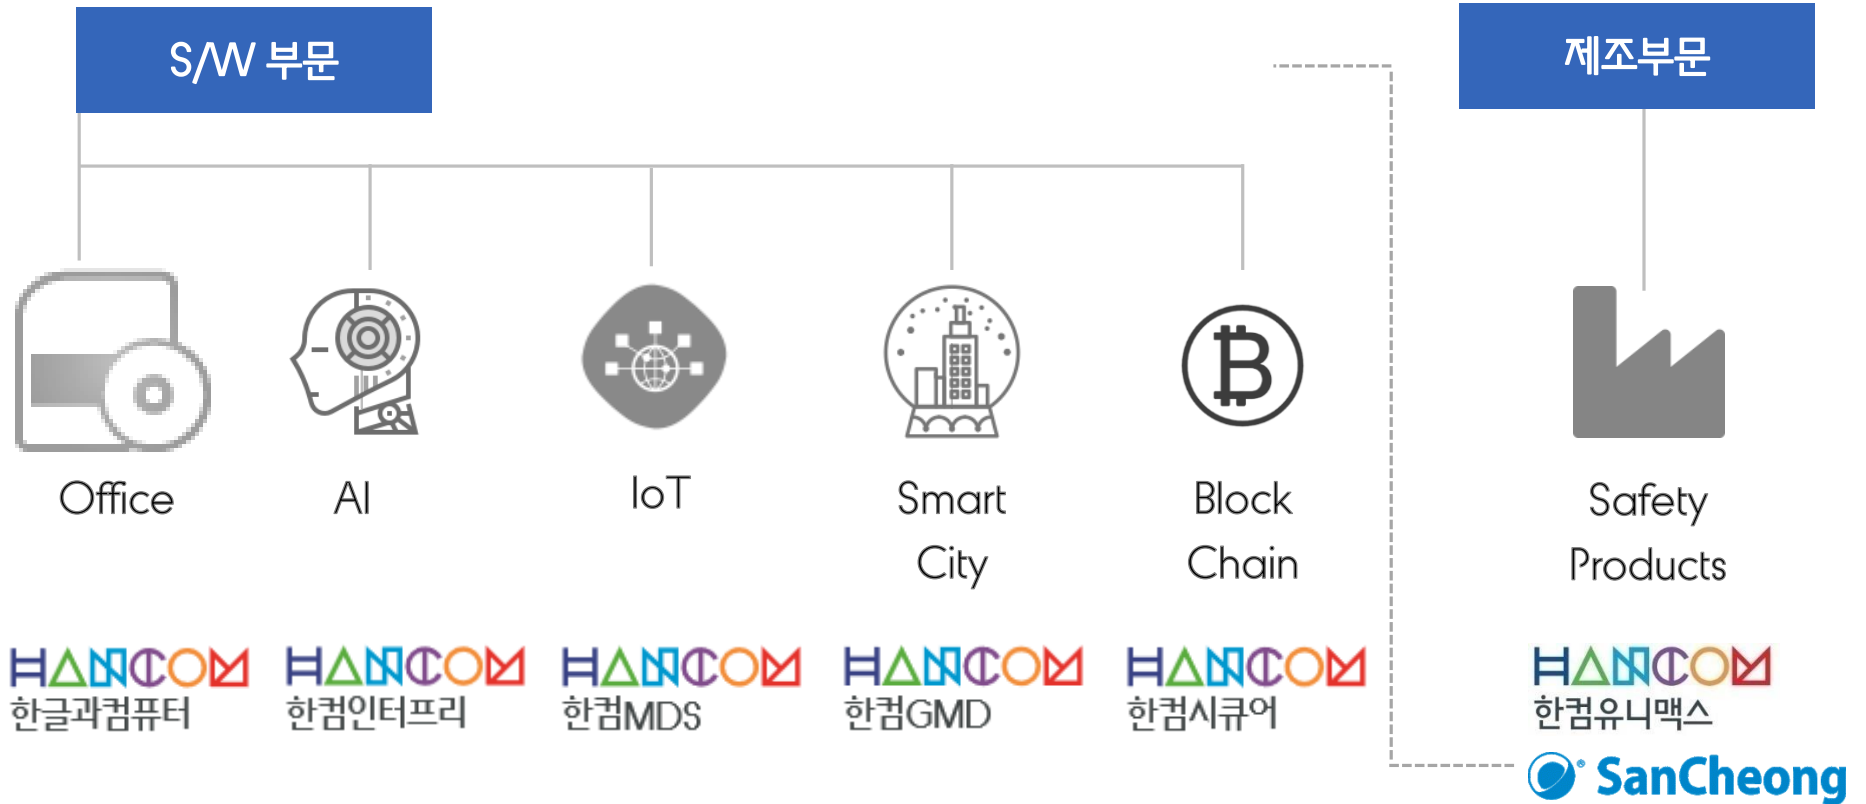 S/W 부문
제조부문
Office
AI
IoT
Smart
City
Block
Chain
Safety
Products
HANCOM
한글과컴퓨터
HANCOM
한컴인터프리
HANCOM
한컴MDS
HANCOM
한컴GMD
HANCOM
한컴시큐어
HANCOM
한컴유니맥스
® SanCheong